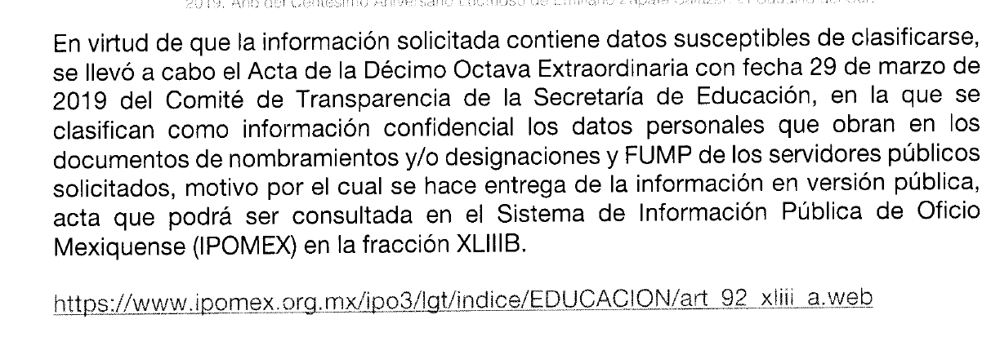 2019. Año del Centésimo Aniversario Luctuoso de Emiliano Zapata Salazar. El Caudillo del Sur.
En virtud de que la información solicitada contiene datos susceptibles de clasificarse,
se llevó a cabo el Acta de la Décimo Octava Extraordinaria con fecha 29 de marzo de
2019 del Comité de Transparencia de la Secretaría de Educación, en la que se
clasifican como información confidencial los datos personales que obran en los
documentos de nombramientos y/o designaciones y FUMP de los servidores públicos
solicitados, motivo por el cual se hace entrega de la información en versión pública,
acta que podrá ser consultada en el Sistema de Información Pública de Oficio
Mexiquense (IPOMEX) en la fracción XLIIIB.
https://www.ipomex.org.mx/ipo3/lgt/indice/EDUCACION/art_92_xliii_a.web